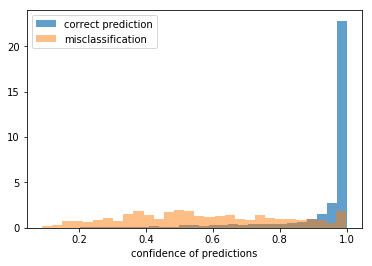 correct prediction
misclassification
20
15
10
5
0
0.2 0.4 0.6 0.8 1.0
confidence of predictions